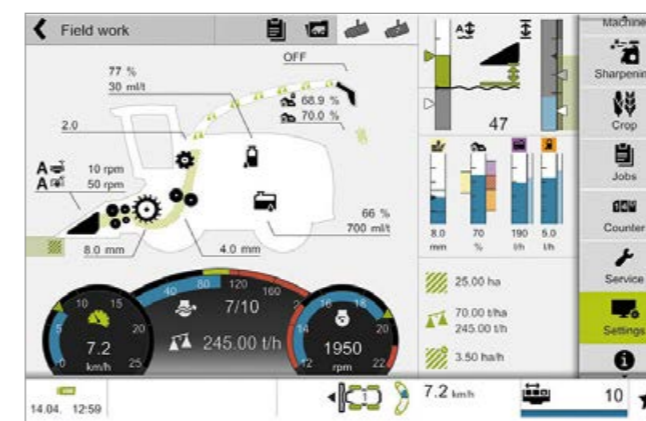 Field work
Machine
Sharpenin
Crop
Jobs
Counter
Service
Settings
77 %
30 ml/t
OFF
68.9 %
70.0 %
2.0
A 10 rpm
A 50 rpm
8.0 mm
4.0 mm
66 %
700 ml/t
A
47
8.0 70 190 5.0
mm % l/h l/h
25.00 ha
70.00 t/ha
245.00 t/h
3.50 ha/h
5 10 15 20 25
7.2
km/h
40 80 120 160
7/10
245.00 t/h
12 14 16 18 20 22
1950
rpm
14.04. 12:59
1
7.2 km/h
10